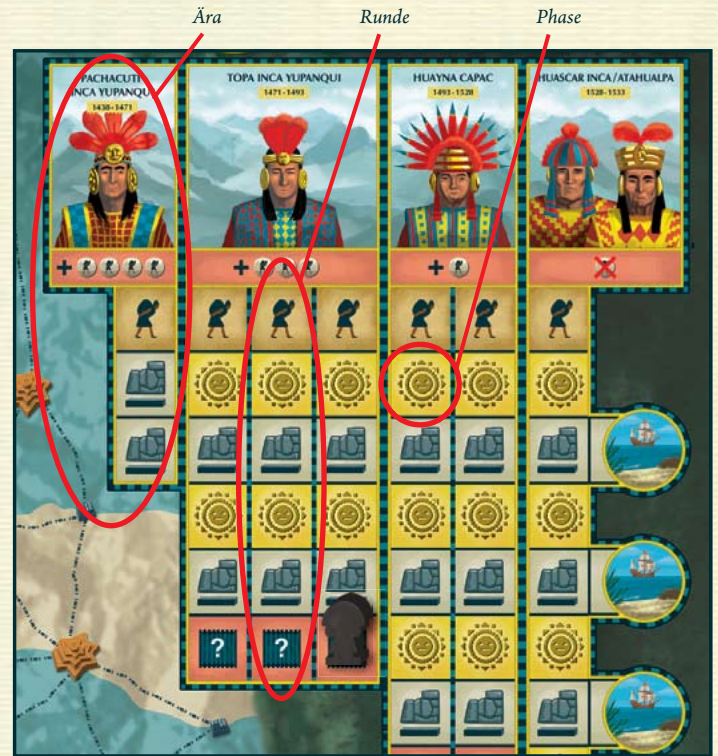 Ära
Runde
Phase
PACHACUTI
INCA YUPANQUI
1438-1471
TOPA INCA YUPANQUI
1471-1493
HUAYNA CAPAC
1493-1528
HUASCAR INCA/ATAHUALPA
1528-1533
+
+
+
?
?